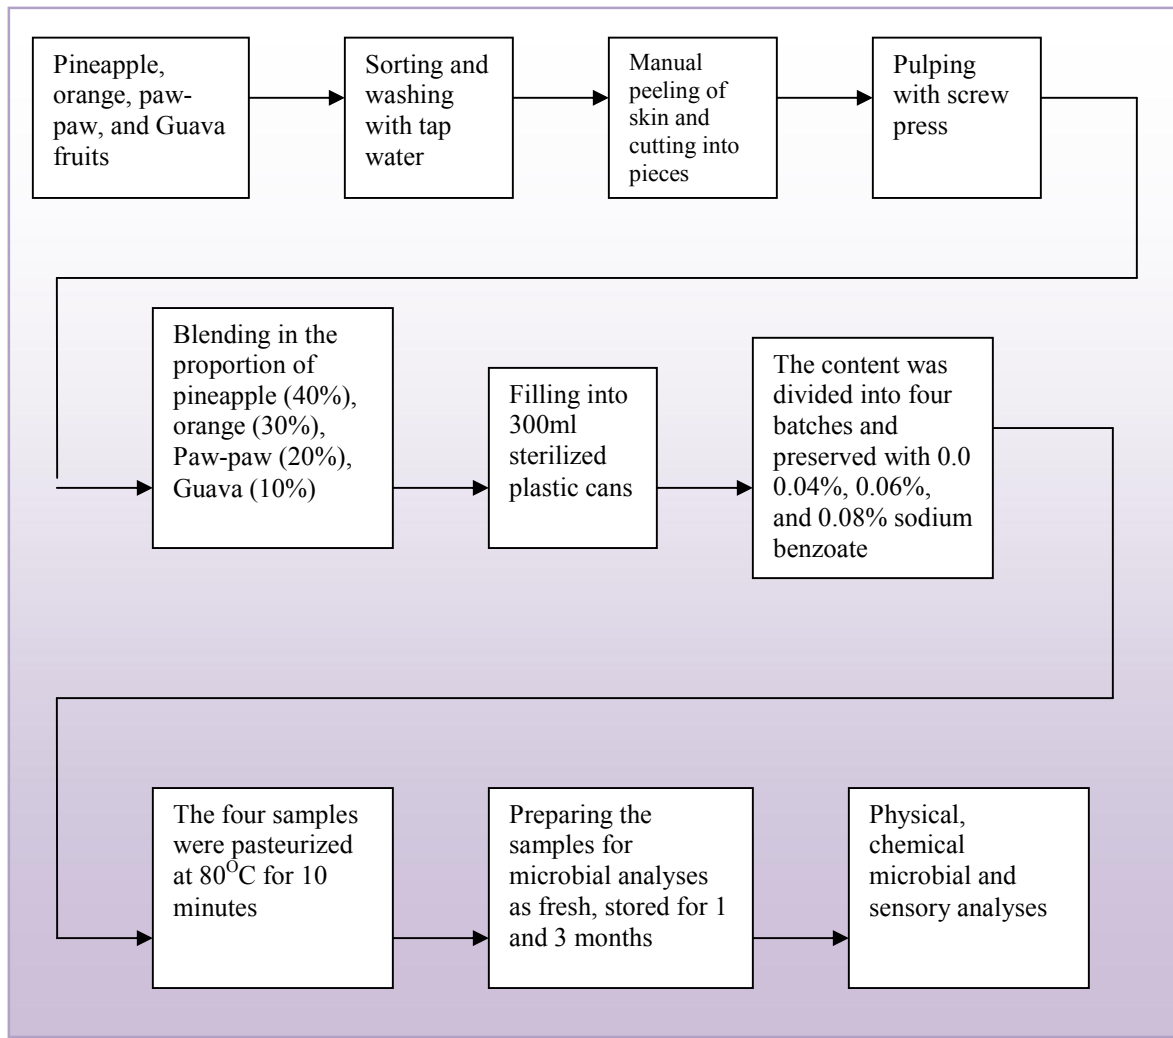 Pineapple,
orange, paw-
paw, and Guava
fruits
Sorting and
washing
with tap
water
Manual
peeling of
skin and
cutting into
pieces
Pulping
with screw
press
Blending in the
proportion of
pineapple (40%),
orange (30%),
Paw-paw (20%),
Guava (10%)
Filling into
300ml
sterilized
plastic cans
The content was
divided into four
batches and
preserved with 0.0
0.04%, 0.06%,
and 0.08% sodium
benzoate
The four samples
were pasteurized
at 80^OC for 10
minutes
Preparing the
samples for
microbial analyses
as fresh, stored for 1
and 3 months
Physical,
chemical
microbial and
sensory analyses